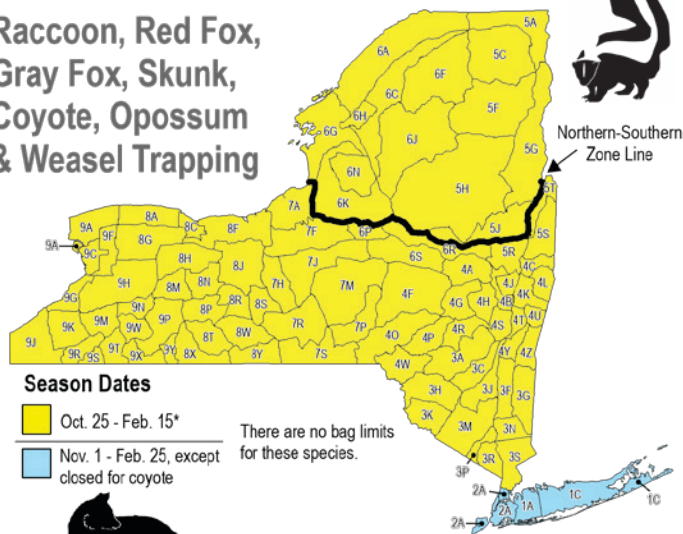 Raccoon, Red Fox,
Gray Fox, Skunk,
Coyote, Opossum
& Weasel Trapping
Northern-Southern
Zone Line
5A
6A
5C
6F
6C
5F
6H
6G
6J
5G
6N
5H
5T
6K
7A
5J
9A
8A
8C
8F
7F
6P
5S
9F
8G
9A
9C
6R
5R
6S
8H
8J
7J
4A
4C
9H
8M
8N
7H
7M
4F
4J
4L
9G
8R
8S
4G
4H
4B
4K
9N
8P
9K
9M
9W
9P
7R
7P
4R
4S
4T
4U
8T
8W
4O
4P
9J
9R
9S
9T
9X
9Y
8X
8Y
7S
4W
3A
3C
4Y
4Z
3H
3J
3F
3G
3K
3M
3N
3P
3R
3S
2A
2A
2A
1A
1C
1C
Season Dates
Oct. 25 - Feb. 15*
Nov. 1 - Feb. 25, except
closed for coyote
There are no bag limits
for these species.